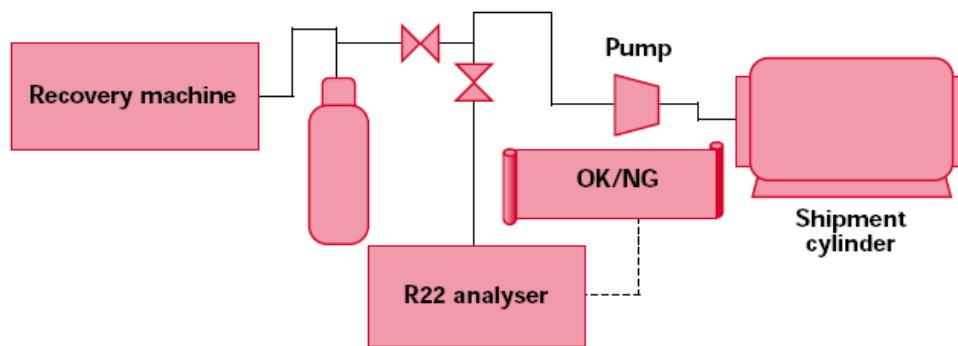 Pump
Recovery machine
OK/NG
Shipment
cylinder
R22 analyser